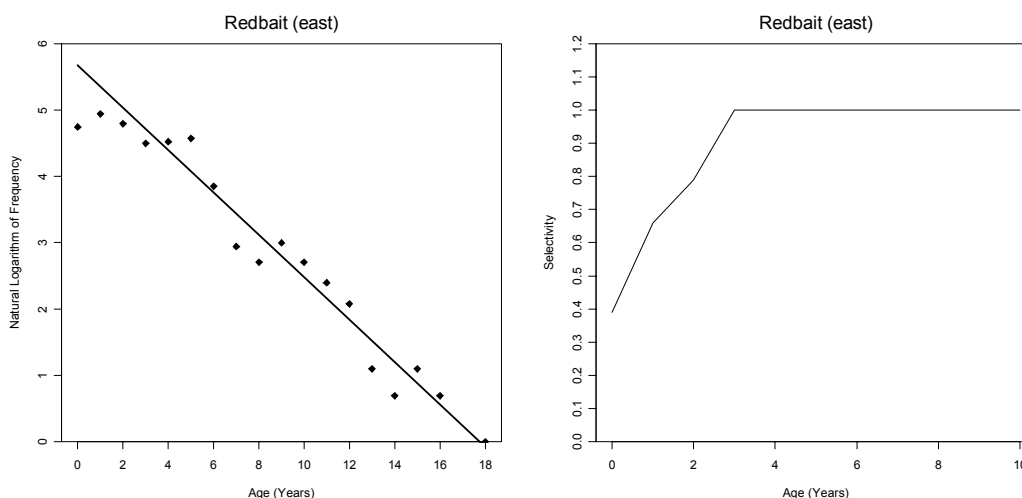 Redbait (east)
Natural Logarithm of Frequency
6
5
4
3
2
1
0
0 2 4 6 8 10 12 14 16 18
Age (Years)
Redbait (east)
Selectivity
1.2
1.1
1.0
0.9
0.8
0.7
0.6
0.5
0.4
0.3
0.2
0.1
0.0
0 2 4 6 8 10
Age (Years)